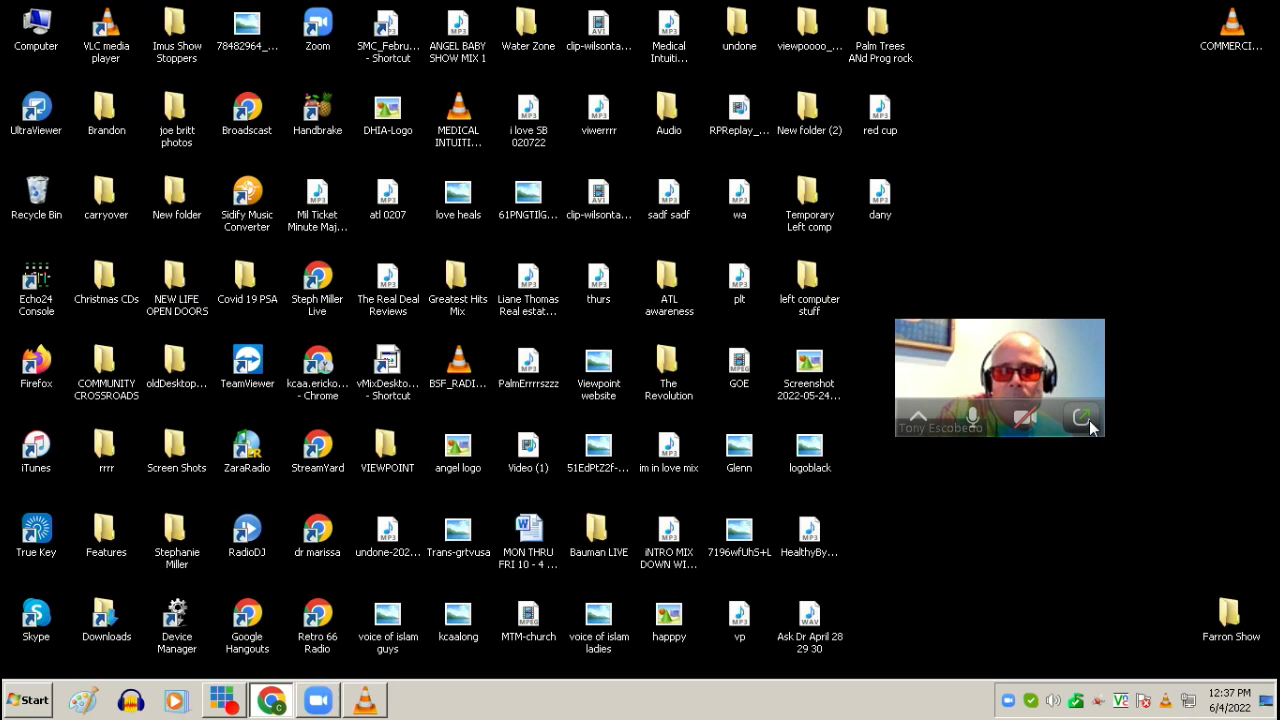 Computer
VLC media
player
Imus Show
Stoppers
78482964_...
Zoom
SMC_Febru...
- Shortcut
ANGEL BABY
SHOW MIX 1
Water Zone
clip-wilsonta...
Medical
Intuiti...
undone
viewpoooo_...
Palm Trees
ANd Prog rock
COMMERCI...
UltraViewer
Brandon
joe britt
photos
Broadcast
Handbrake
DHIA-Logo
MEDICAL
INTUITI...
i love SB
020722
viwerrrr
Audio
RPReplay_...
New folder (2)
red cup
Recycle Bin
carryover
New folder
Sidify Music
Converter
Mil Ticket
Minute Maj...
atl 0207
love heals
61PNGTIlG...
clip-wilsonta...
sadf sadf
wa
Temporary
Left comp
dany
Echo24
Console
Christmas CDs
NEW LIFE
OPEN DOORS
Covid 19 PSA
Steph Miller
Live
The Real Deal
Reviews
Greatest Hits
Mix
Liane Thomas
Real estat...
thurs
ATL
awareness
plt
left computer
stuff
Firefox
COMMUNITY
CROSSROADS
oldDesktop...
TeamViewer
kcaa.ericko...
- Chrome
vMixDeskto...
- Shortcut
BSF_RADI...
PalmErrrrszzz
Viewpoint
website
The
Revolution
GOE
Screenshot
2022-05-24...
Tony Escobedo
iTunes
rrrr
Screen Shots
ZaraRadio
StreamYard
VIEWPOINT
angel logo
Video (1)
51EdPtZ2f-...
im in love mix
Glenn
logoblack
True Key
Features
Stephanie
Miller
RadioDJ
dr marissa
undone-202...
Trans-grtvusa
MON THRU
FRI 10 - 4 ...
Bauman LIVE
iNTRO MIX
DOWN WI...
7196wfUhS+L
HealthyBy...
Skype
Downloads
Device
Manager
Google
Hangouts
Retro 66
Radio
voice of islam
guys
kcaalong
MTM-church
voice of islam
ladies
happpy
vp
Ask Dr April 28
29 30
Farron Show
Start
12:37 PM
6/4/2022